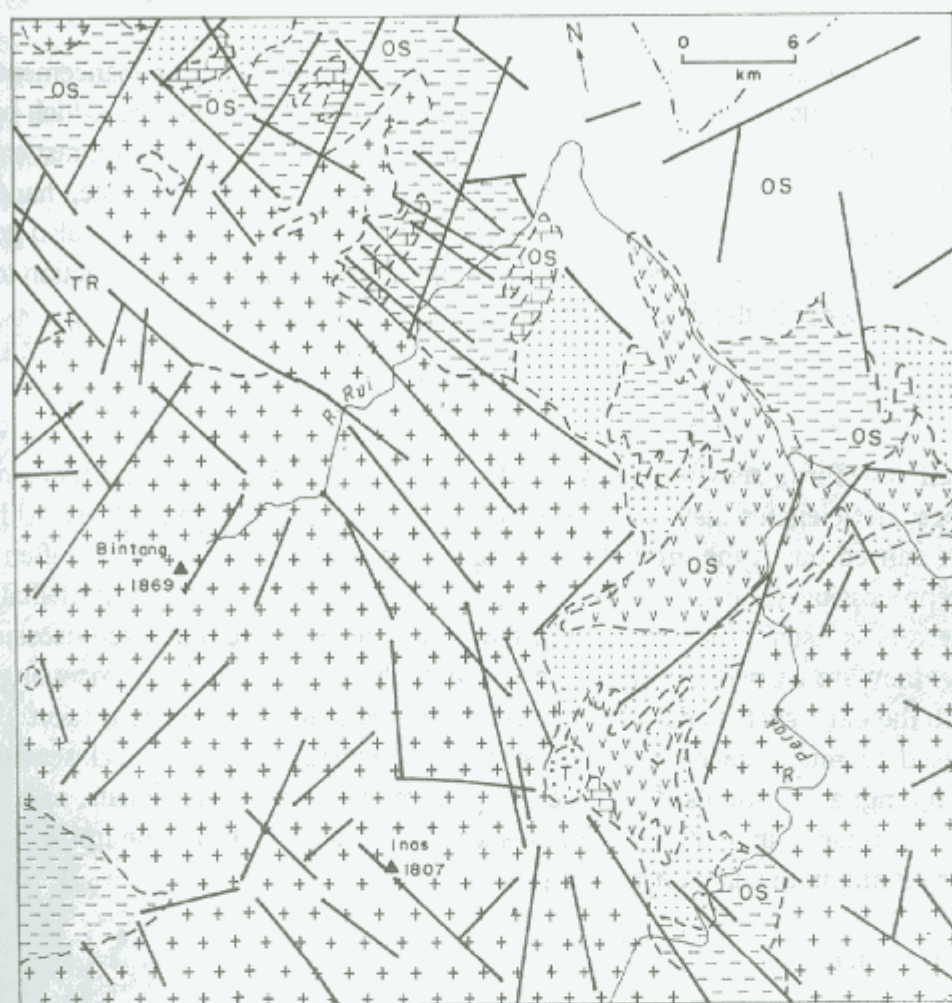 OS
OS
OS
N
0 6
km
OS
OS
TR
R. Rui
OS
Bintang
1869
OS
R Perak
T
Inas
1807
OS